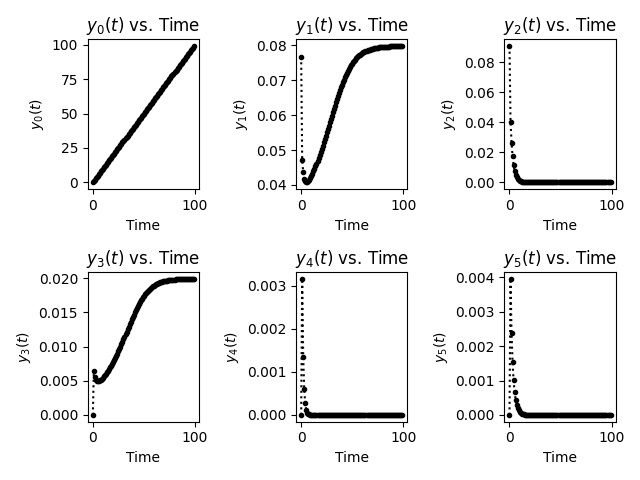 y₀(t) vs. Time
100
75
50
25
0
y₀(t)
0 100
Time
y₁(t) vs. Time
0.08
0.07
0.06
0.05
0.04
y₁(t)
0 100
Time
y₂(t) vs. Time
0.08
0.06
0.04
0.02
0.00
y₂(t)
0 100
Time
y₃(t) vs. Time
0.020
0.015
0.010
0.005
0.000
y₃(t)
0 100
Time
y₄(t) vs. Time
0.003
0.002
0.001
0.000
y₄(t)
0 100
Time
y₅(t) vs. Time
0.004
0.003
0.002
0.001
0.000
y₅(t)
0 100
Time